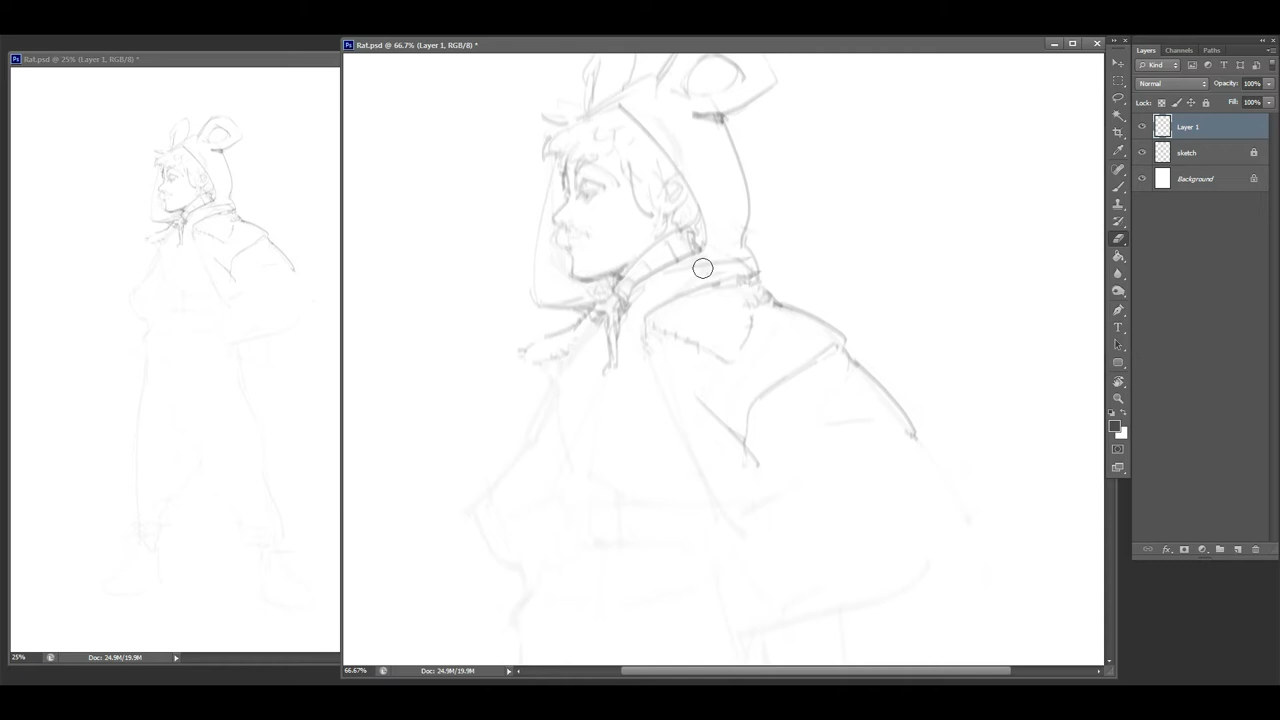 Rat.psd @ 66.7% (Layer 1, RGB/8) *
Rat.psd @ 25% (Layer 1, RGB/8) *
Layers Channels Paths
Kind
Normal Opacity: 100%
Lock: Fill: 100%
Layer 1
sketch
Background
25% Doc: 24.9M/19.9M
66.67% Doc: 24.9M/19.9M